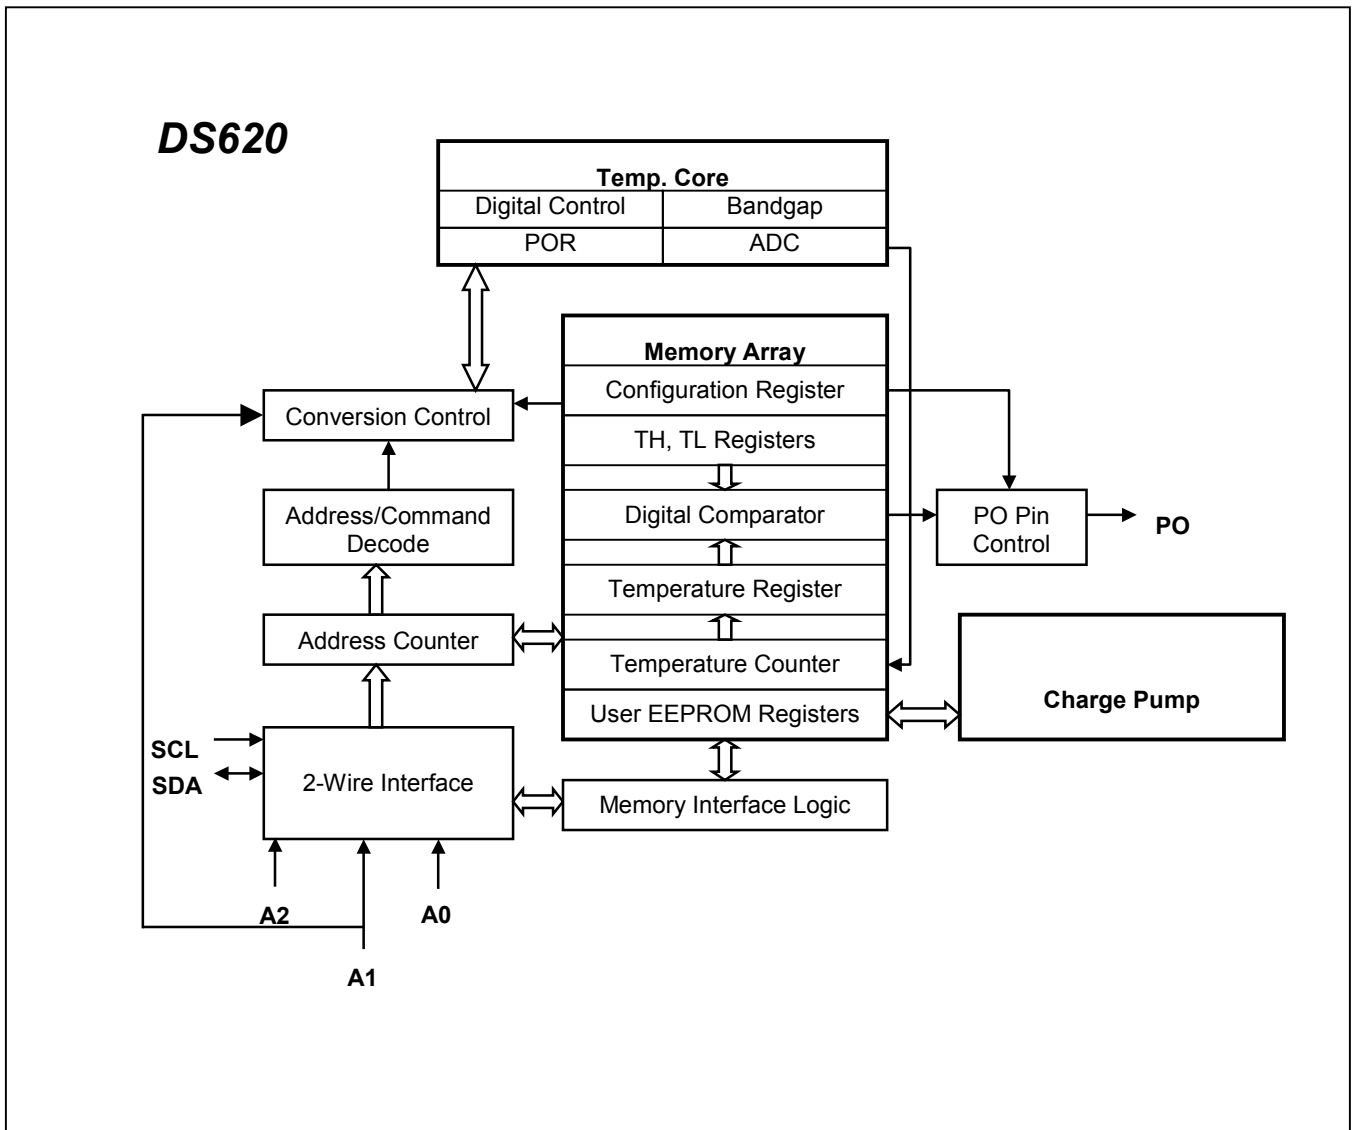 DS620
Temp. Core
Digital Control
Bandgap
POR
ADC
Memory Array
Configuration Register
Conversion Control
TH, TL Registers
Address/Command
Decode
Digital Comparator
PO Pin
Control
PO
Temperature Register
Address Counter
Temperature Counter
User EEPROM Registers
Charge Pump
SCL
SDA
2-Wire Interface
Memory Interface Logic
A2
A0
A1